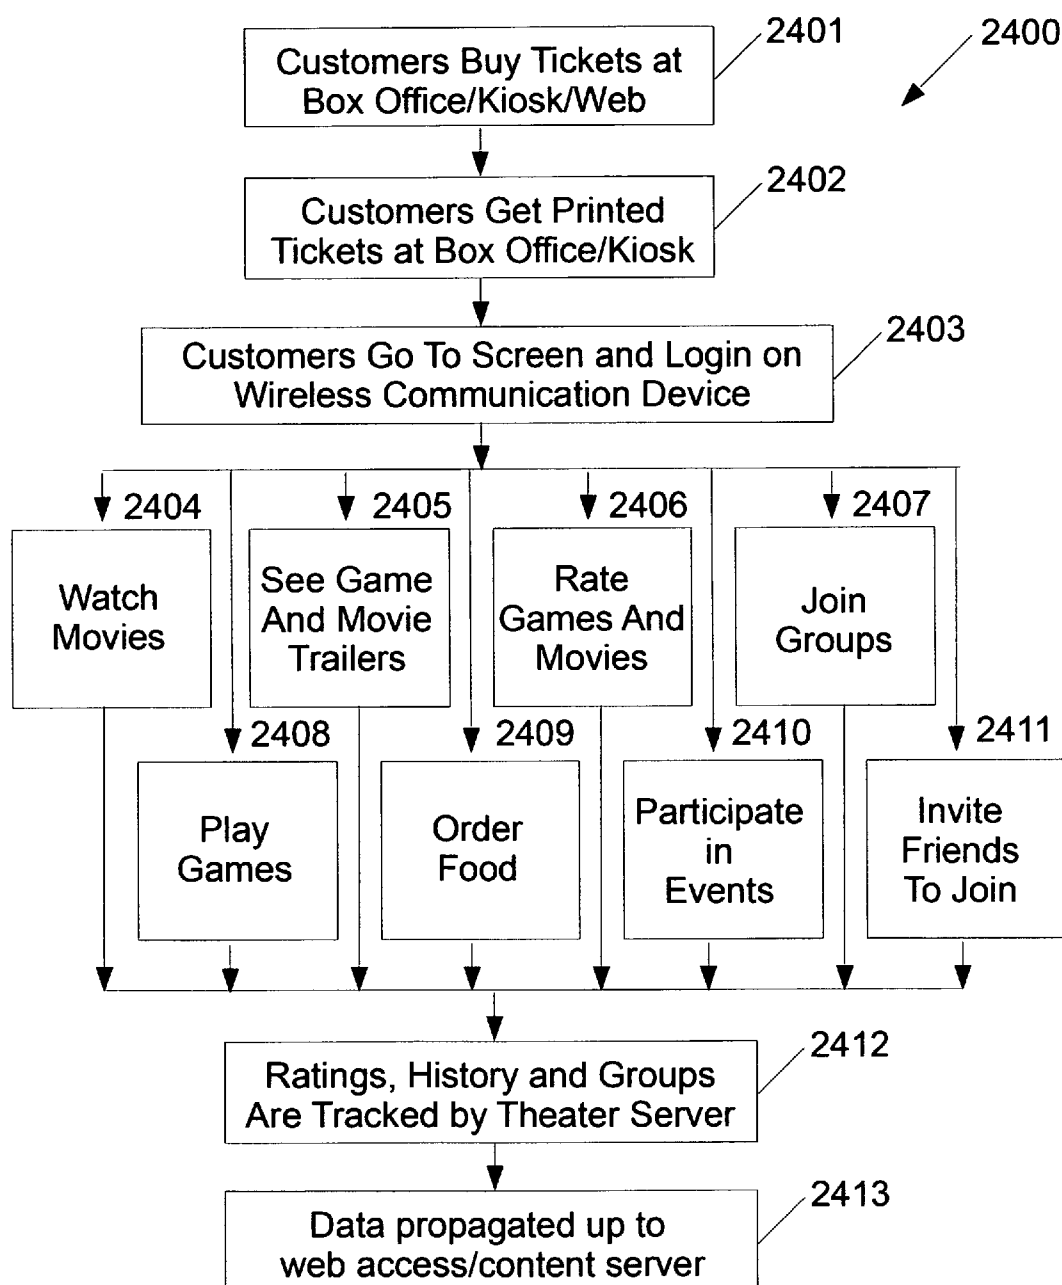 2400
2401
Customers Buy Tickets at
Box Office/Kiosk/Web
2402
Customers Get Printed
Tickets at Box Office/Kiosk
2403
Customers Go To Screen and Login on
Wireless Communication Device
2404
Watch
Movies
2405
See Game
And Movie
Trailers
2406
Rate
Games And
Movies
2407
Join
Groups
2408
Play
Games
2409
Order
Food
2410
Participate
in
Events
2411
Invite
Friends
To Join
2412
Ratings, History and Groups
Are Tracked by Theater Server
2413
Data propagated up to
web access/content server